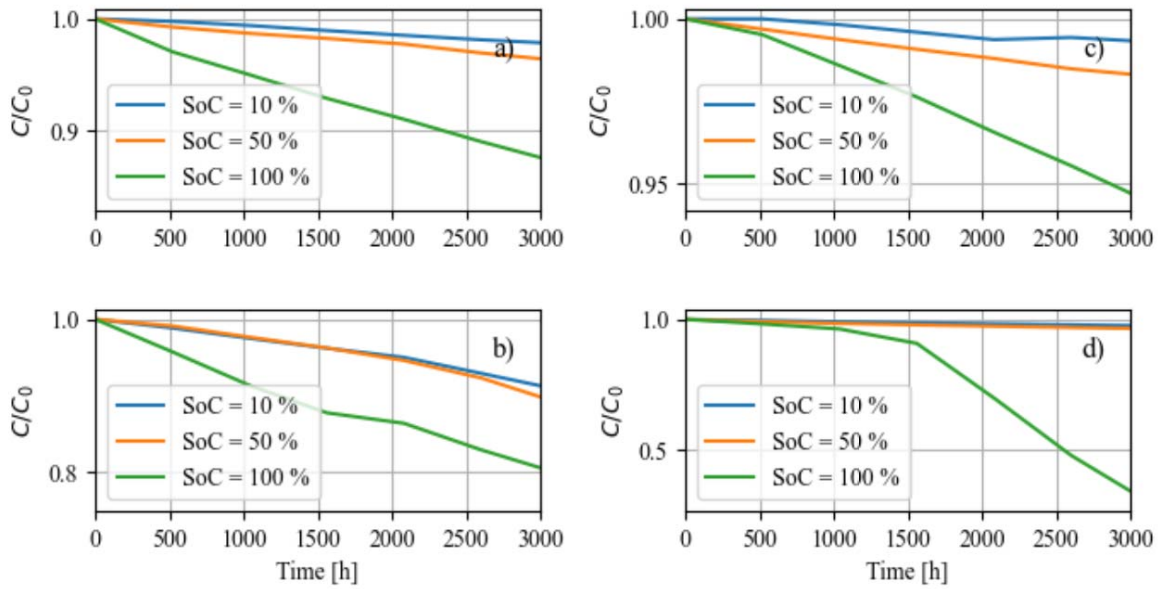 1.0
0.9
C/C0
a)
SoC = 10 %
SoC = 50 %
SoC = 100 %
0 500 1000 1500 2000 2500 3000
1.00
0.95
C/C0
c)
SoC = 10 %
SoC = 50 %
SoC = 100 %
0 500 1000 1500 2000 2500 3000
1.0
0.8
C/C0
b)
SoC = 10 %
SoC = 50 %
SoC = 100 %
0 500 1000 1500 2000 2500 3000
Time [h]
1.0
0.5
C/C0
d)
SoC = 10 %
SoC = 50 %
SoC = 100 %
0 500 1000 1500 2000 2500 3000
Time [h]